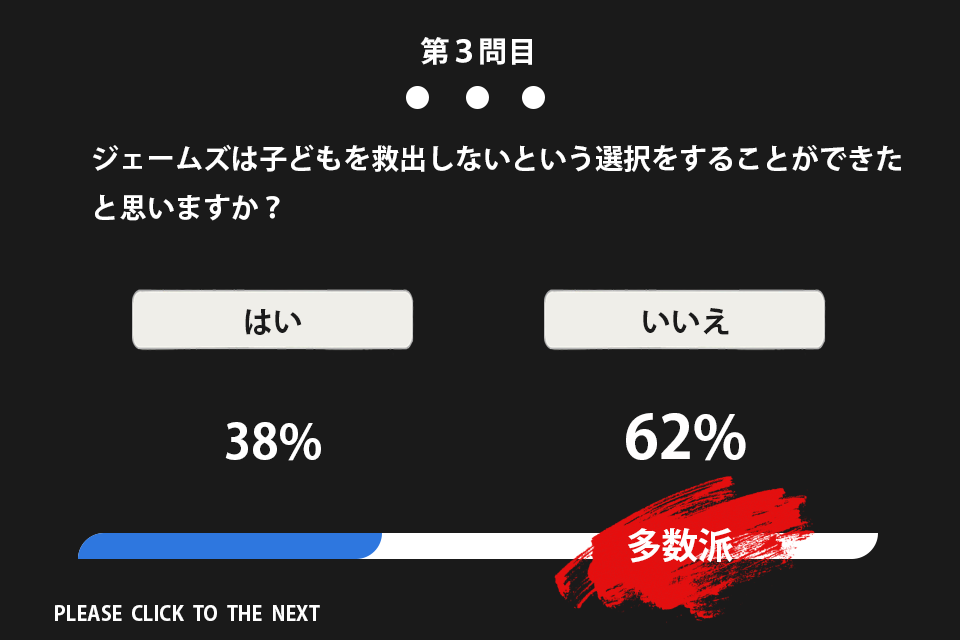 第３問目
ジェームズは子どもを救出しないという選択をすることができた
と思いますか？
はい
いいえ
38%
62%
多数派
PLEASE CLICK TO THE NEXT